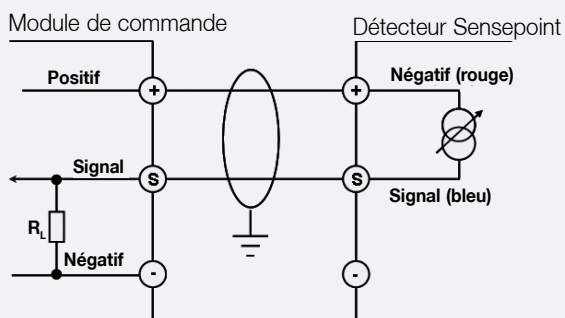 Module de commande
Détecteur Sensepoint
Positif
+
+
Négatif (rouge)
Signal
S
S
Signal (bleu)
RL
Négatif
-
-